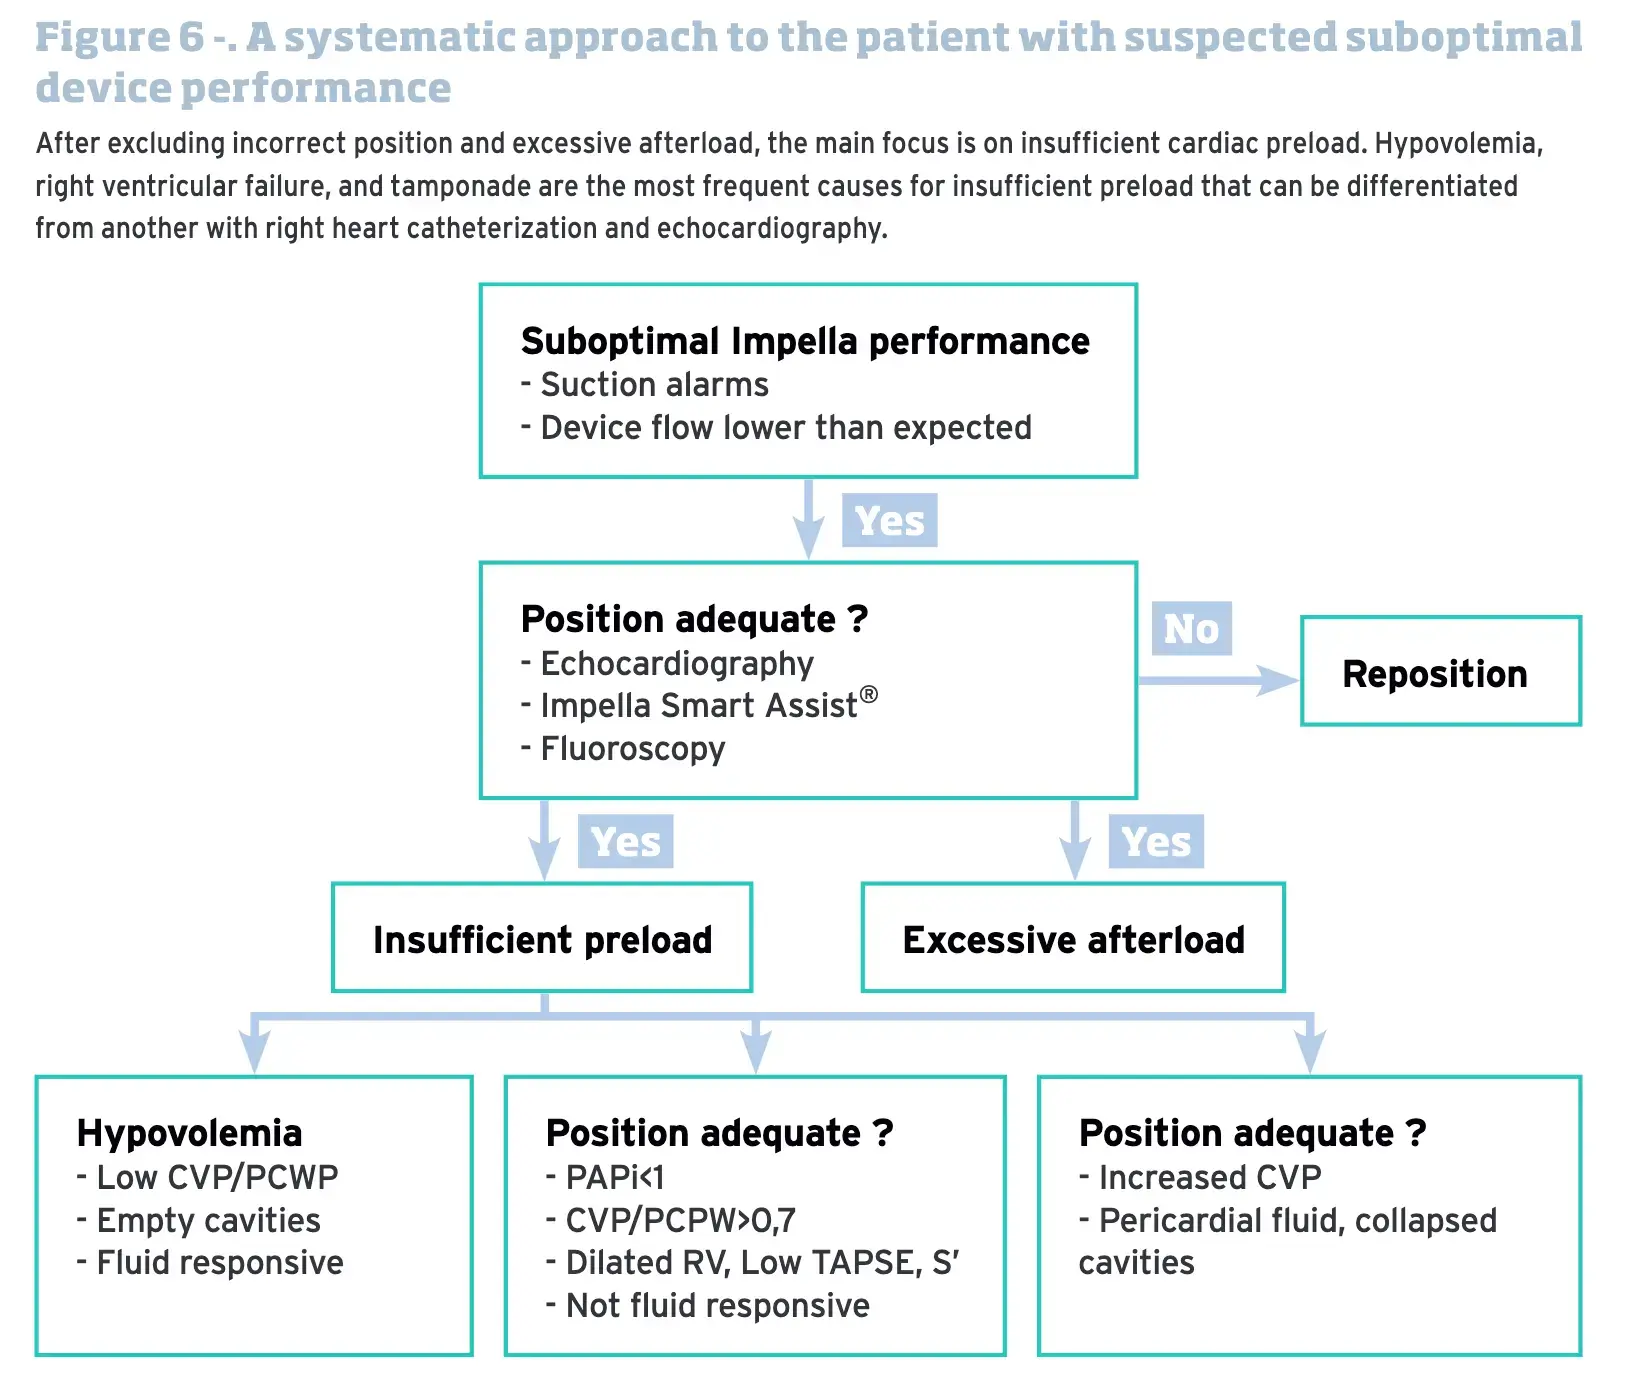 Figure 6 -. A systematic approach to the patient with suspected suboptimal
device performance
After excluding incorrect position and excessive afterload, the main focus is on insufficient cardiac preload. Hypovolemia,
right ventricular failure, and tamponade are the most frequent causes for insufficient preload that can be differentiated
from another with right heart catheterization and echocardiography.
Suboptimal Impella performance
- Suction alarms
- Device flow lower than expected
Yes
Position adequate ?
- Echocardiography
- Impella Smart Assist®
- Fluoroscopy
No
Reposition
Yes
Yes
Insufficient preload
Excessive afterload
Hypovolemia
- Low CVP/PCWP
- Empty cavities
- Fluid responsive
Position adequate ?
- PAPi<1
- CVP/PCPW>0,7
- Dilated RV, Low TAPSE, S’
- Not fluid responsive
Position adequate ?
- Increased CVP
- Pericardial fluid, collapsed
cavities